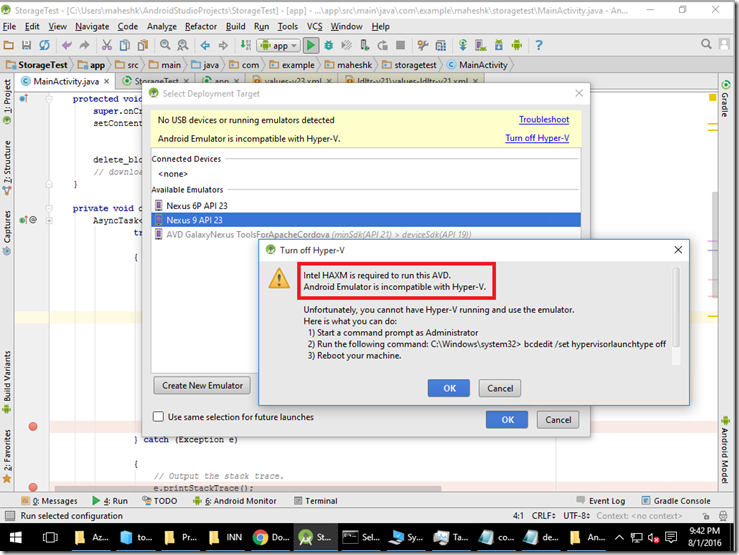 StorageTest - [C:\Users\maheshk\AndroidStudioProjects\StorageTest] - [app] - ...\app\src\main\java\com\example\maheshk\storagetest\MainActivity.java - An...
File Edit View Navigate Code Analyze Refactor Build Run Tools VCS Window Help
app
StorageTest app src main java com example maheshk storagetest MainActivity
MainActivity.java StorageTest app values-v23.xml ldltr-v21\values-ldltr-v21.xml
1: Project
7: Structure
Captures
Build Variants
2: Favorites
Gradle
Android Model
protected void
super.onCr
setContent
delete_blo
// downloa
}
private void d
AsyncTask<
tr
{
} catch (Exception e)
{
// Output the stack trace.
e.printStackTrace();
Select Deployment Target
No USB devices or running emulators detected
Troubleshoot
Android Emulator is incompatible with Hyper-V.
Turn off Hyper-V
Connected Devices
<none>
Available Emulators
Nexus 6P API 23
Nexus 9 API 23
AVD GalaxyNexus ToolsForApacheCordova (minSdk(API 21) > deviceSdk(API 19))
Create New Emulator
Use same selection for future launches
OK
Cancel
Turn off Hyper-V
Intel HAXM is required to run this AVD.
Android Emulator is incompatible with Hyper-V.
Unfortunately, you cannot have Hyper-V running and use the emulator.
Here is what you can do:
1) Start a command prompt as Administrator
2) Run the following command: C:\Windows\system32> bcdedit /set hypervisorlaunchtype off
3) Reboot your machine.
OK
Cancel
0: Messages 4: Run TODO 6: Android Monitor Terminal Event Log Gradle Console
Run selected configuration 4:1 CRLF÷ UTF-8÷ Context: <no context>
Az... to... Pr... INN Do... St... Sel... Sy... Ta... co... de... An...
9:42 PM
8/1/2016